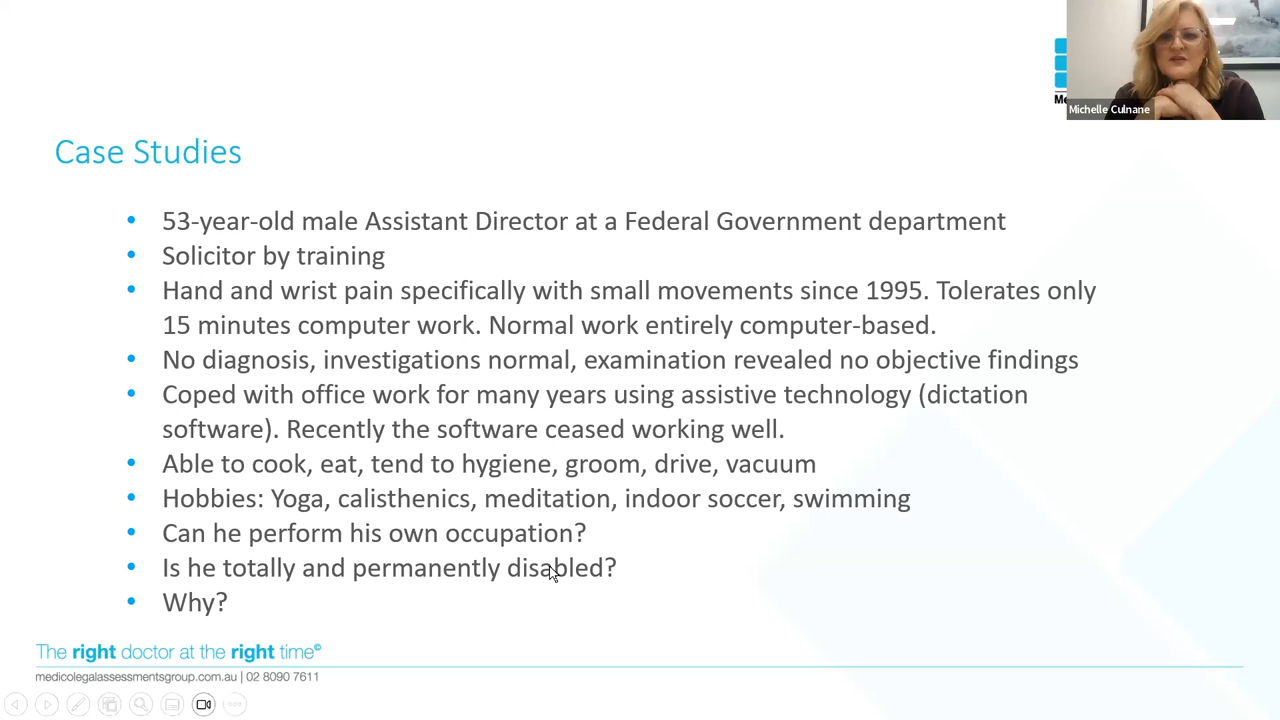 Michelle Culnane
Case Studies
• 53-year-old male Assistant Director at a Federal Government department
• Solicitor by training
• Hand and wrist pain specifically with small movements since 1995. Tolerates only
15 minutes computer work. Normal work entirely computer-based.
• No diagnosis, investigations normal, examination revealed no objective findings
• Coped with office work for many years using assistive technology (dictation
software). Recently the software ceased working well.
• Able to cook, eat, tend to hygiene, groom, drive, vacuum
• Hobbies: Yoga, calisthenics, meditation, indoor soccer, swimming
• Can he perform his own occupation?
• Is he totally and permanently disabled?
• Why?
The right doctor at the right time©
medicolegalassessmentsgroup.com.au | 02 8090 7611